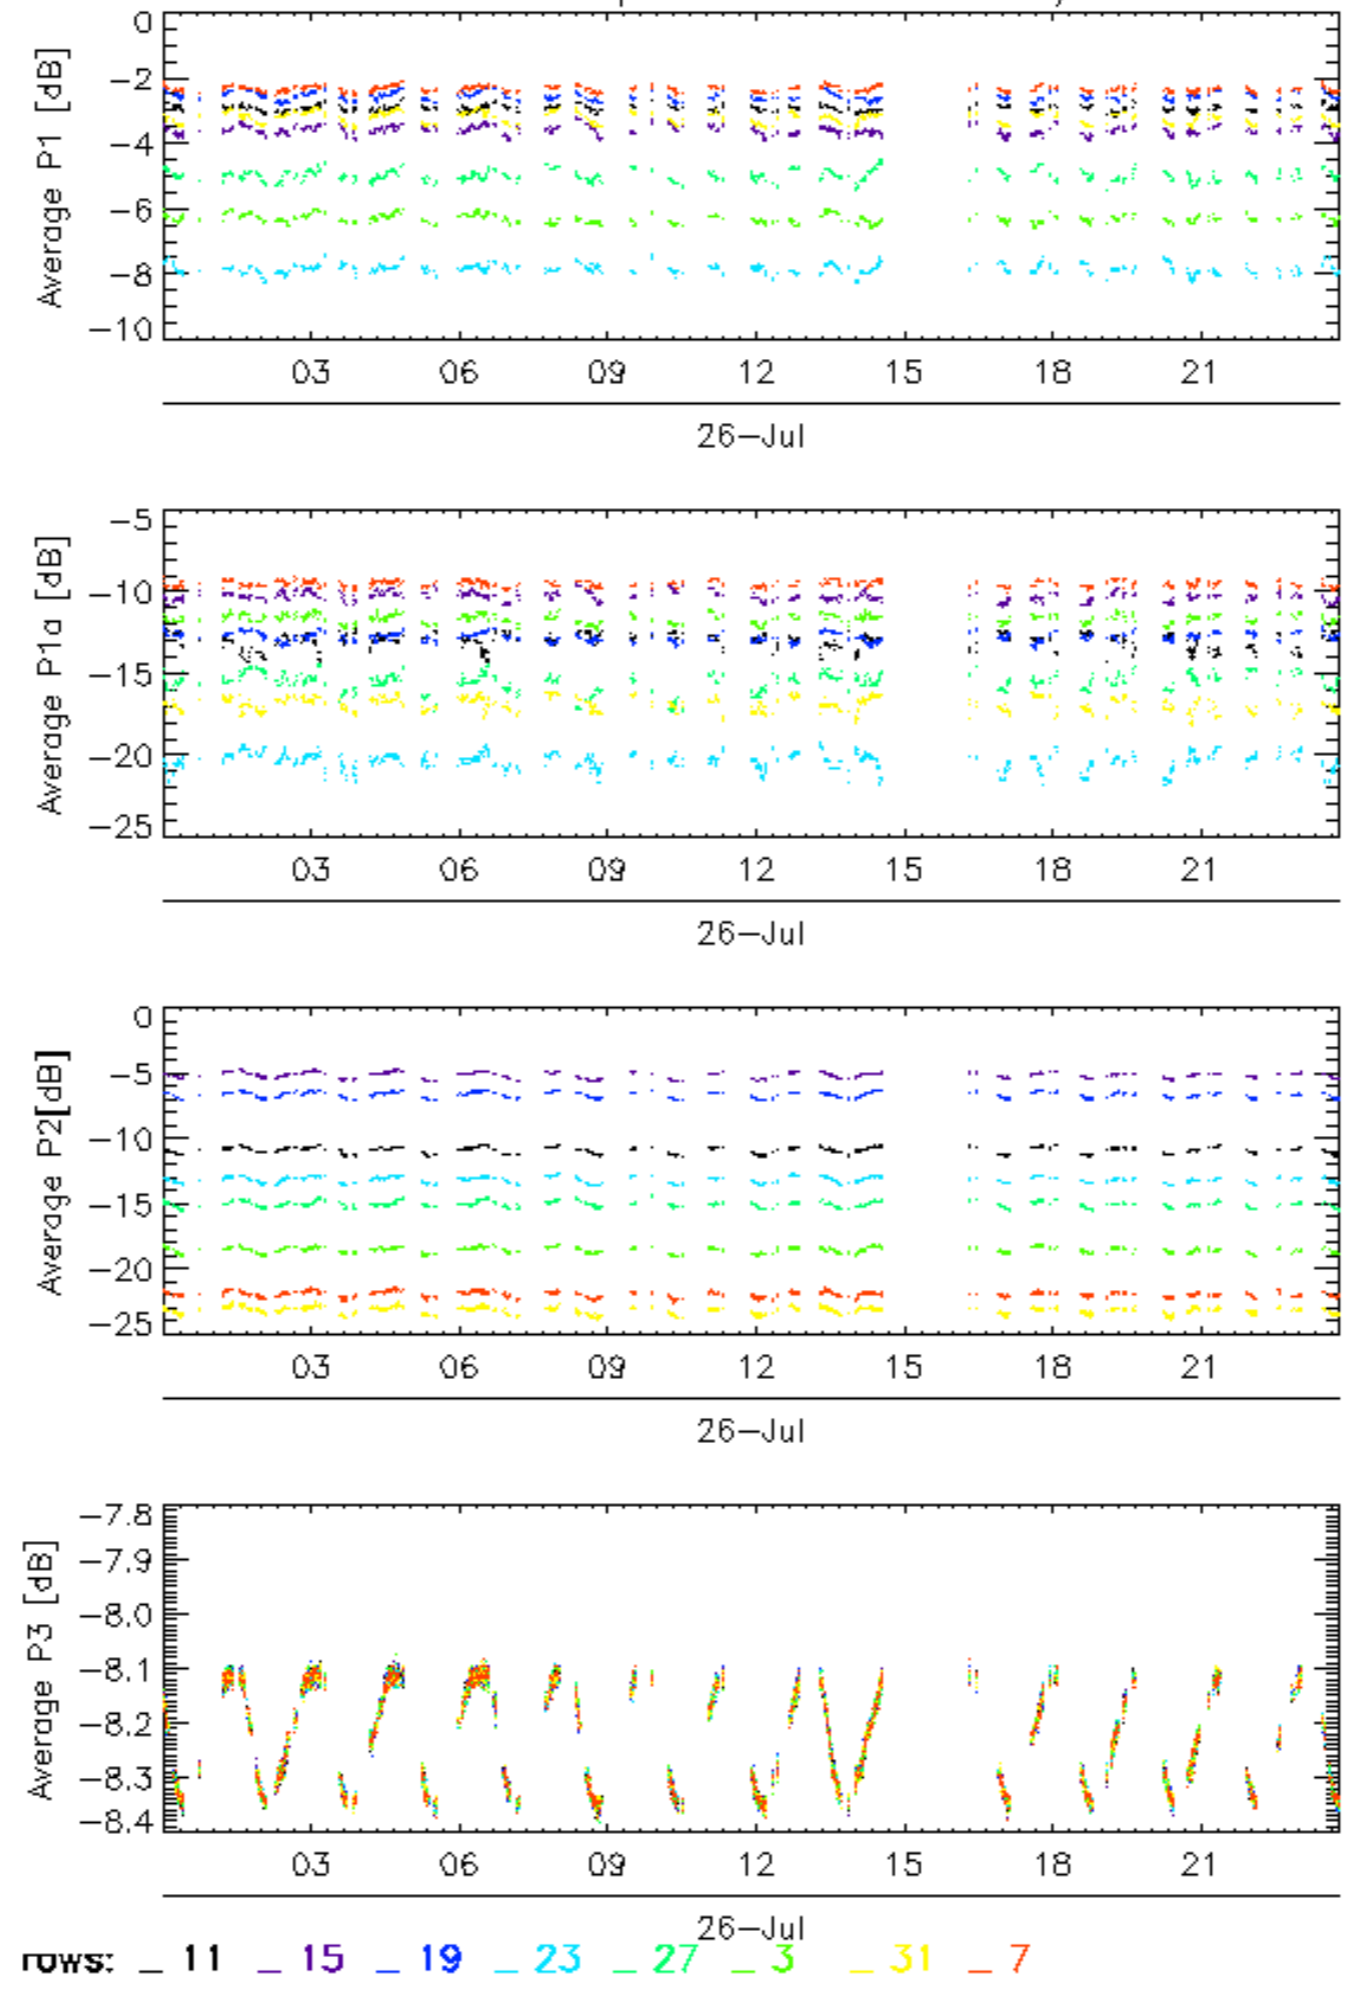 0
−2
−4
−6
−8
−10
Average P1 [dB]
03 06 09 12 15 18 21
26−Jul
−5
−10
−15
−20
−25
Average P1a [dB]
03 06 09 12 15 18 21
26−Jul
0
−5
−10
−15
−20
−25
Average P2[dB]
03 06 09 12 15 18 21
26−Jul
−7.8
−7.9
−8.0
−8.1
−8.2
−8.3
−8.4
Average P3 [dB]
03 06 09 12 15 18 21
26−Jul
rows: _ 11 _ 15 _ 19 _ 23 _ 27 _ 3 _ 31 _ 7